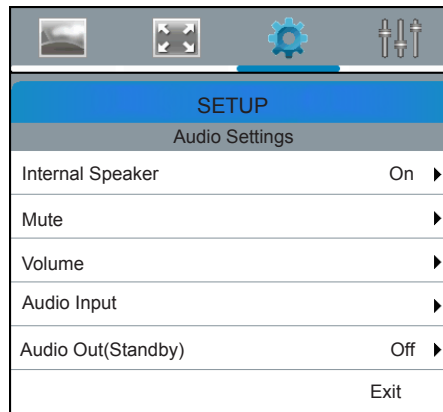 SETUP
Audio Settings
Internal Speaker On
Mute
Volume
Audio Input
Audio Out(Standby) Off
Exit